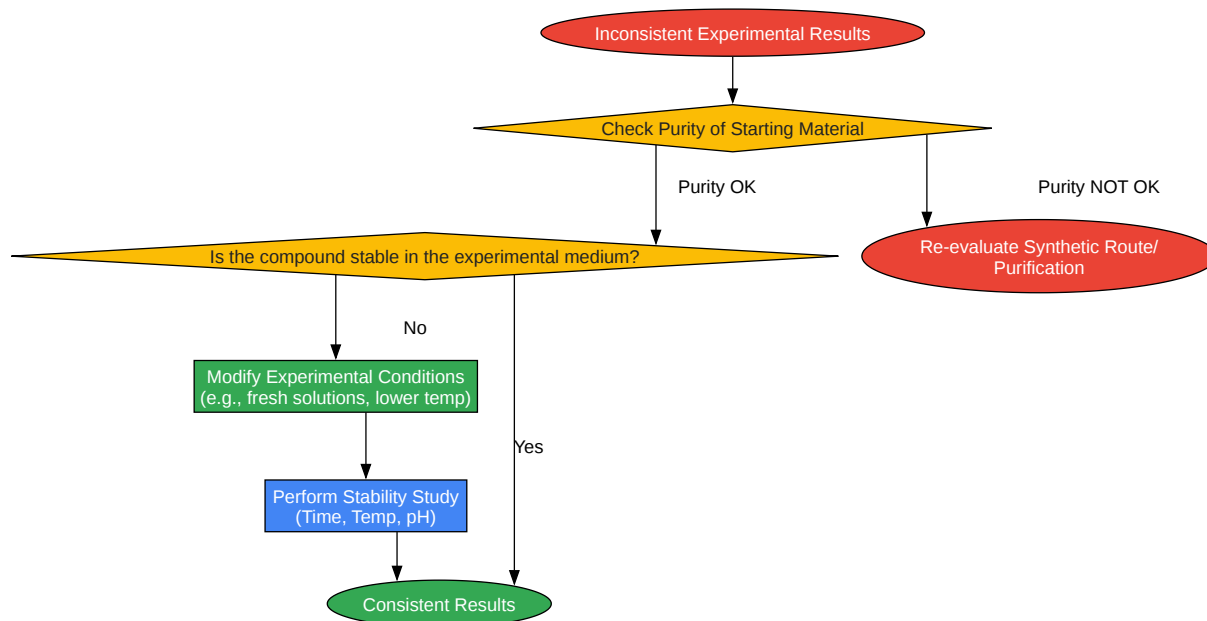 Inconsistent Experimental Results
Check Purity of Starting Material
Purity OK
Purity NOT OK
Is the compound stable in the experimental medium?
Re-evaluate Synthetic Route/
Purification
No
Modify Experimental Conditions
(e.g., fresh solutions, lower temp)
Yes
Perform Stability Study
(Time, Temp, pH)
Consistent Results